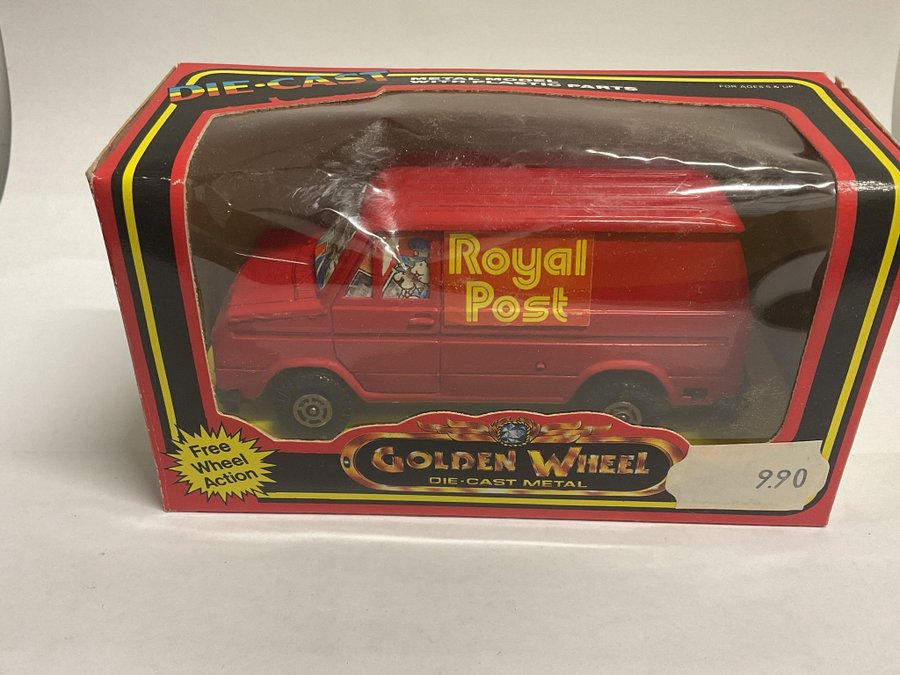 DIE·CAST
METAL MODEL
WITH PLASTIC PARTS
FOR AGES 5 & UP
Royal
Post
Free
Wheel
Action
GOLDEN WHEEL
DIE·CAST METAL
9.90